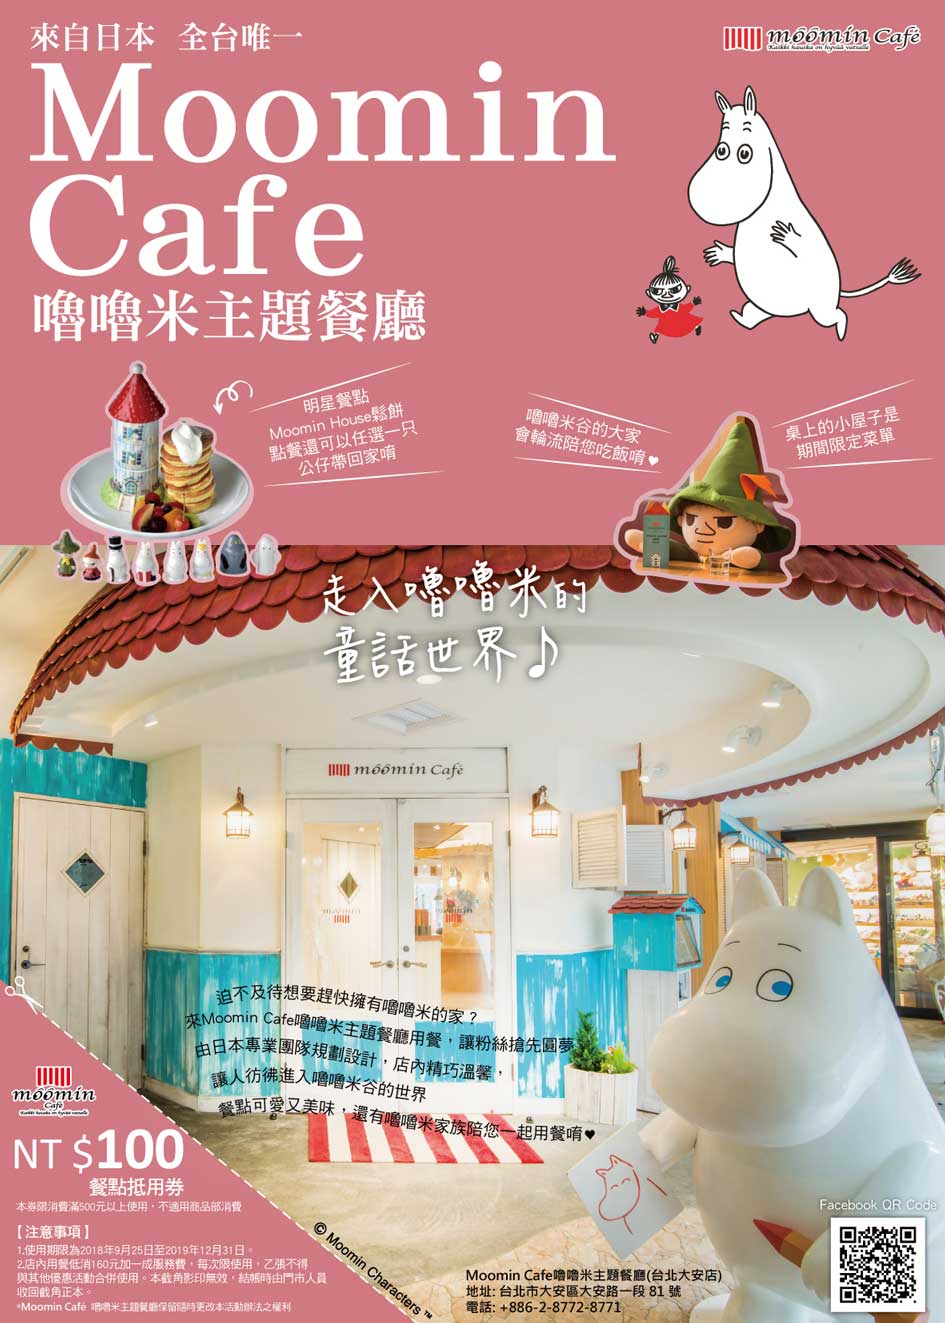 來自日本 全台唯一
moomin Café
Kaikki hauska on hyvää vatsalle
Moomin
Cafe
嚕嚕米主題餐廳
明星餐點
Moomin House鬆餅
點餐還可以任選一只
公仔帶回家唷
嚕嚕米谷的大家
會輪流陪您吃飯唷♥
桌上的小屋子是
期間限定菜單
走入嚕嚕米的
童話世界♪
moomin Café
迫不及待想要趕快擁有嚕嚕米的家？
來Moomin Cafe嚕嚕米主題餐廳用餐，讓粉絲搶先圓夢
由日本專業團隊規劃設計，店內精巧溫馨，
讓人彷彿進入嚕嚕米谷的世界
餐點可愛又美味，還有嚕嚕米家族陪您一起用餐唷♥
moomin
Café
Kaikki hauska on hyvää vatsalle
NT $100
餐點抵用券
本券限消費滿500元以上使用，不適用商品部消費
【注意事項】
1.使用期限為2018年9月25日至2019年12月31日。
2.店內用餐低消160元加一成服務費，每次限使用，乙張不得
與其他優惠活動合併使用。本截角影印無效，結帳時由門市人員
收回截角正本。
*Moomin Café 嚕嚕米主題餐廳保留隨時更改本活動辦法之權利
© Moomin Characters ™
Facebook QR Code
Moomin Cafe嚕嚕米主題餐廳(台北大安店)
地址: 台北市大安區大安路一段 81 號
電話: +886-2-8772-8771